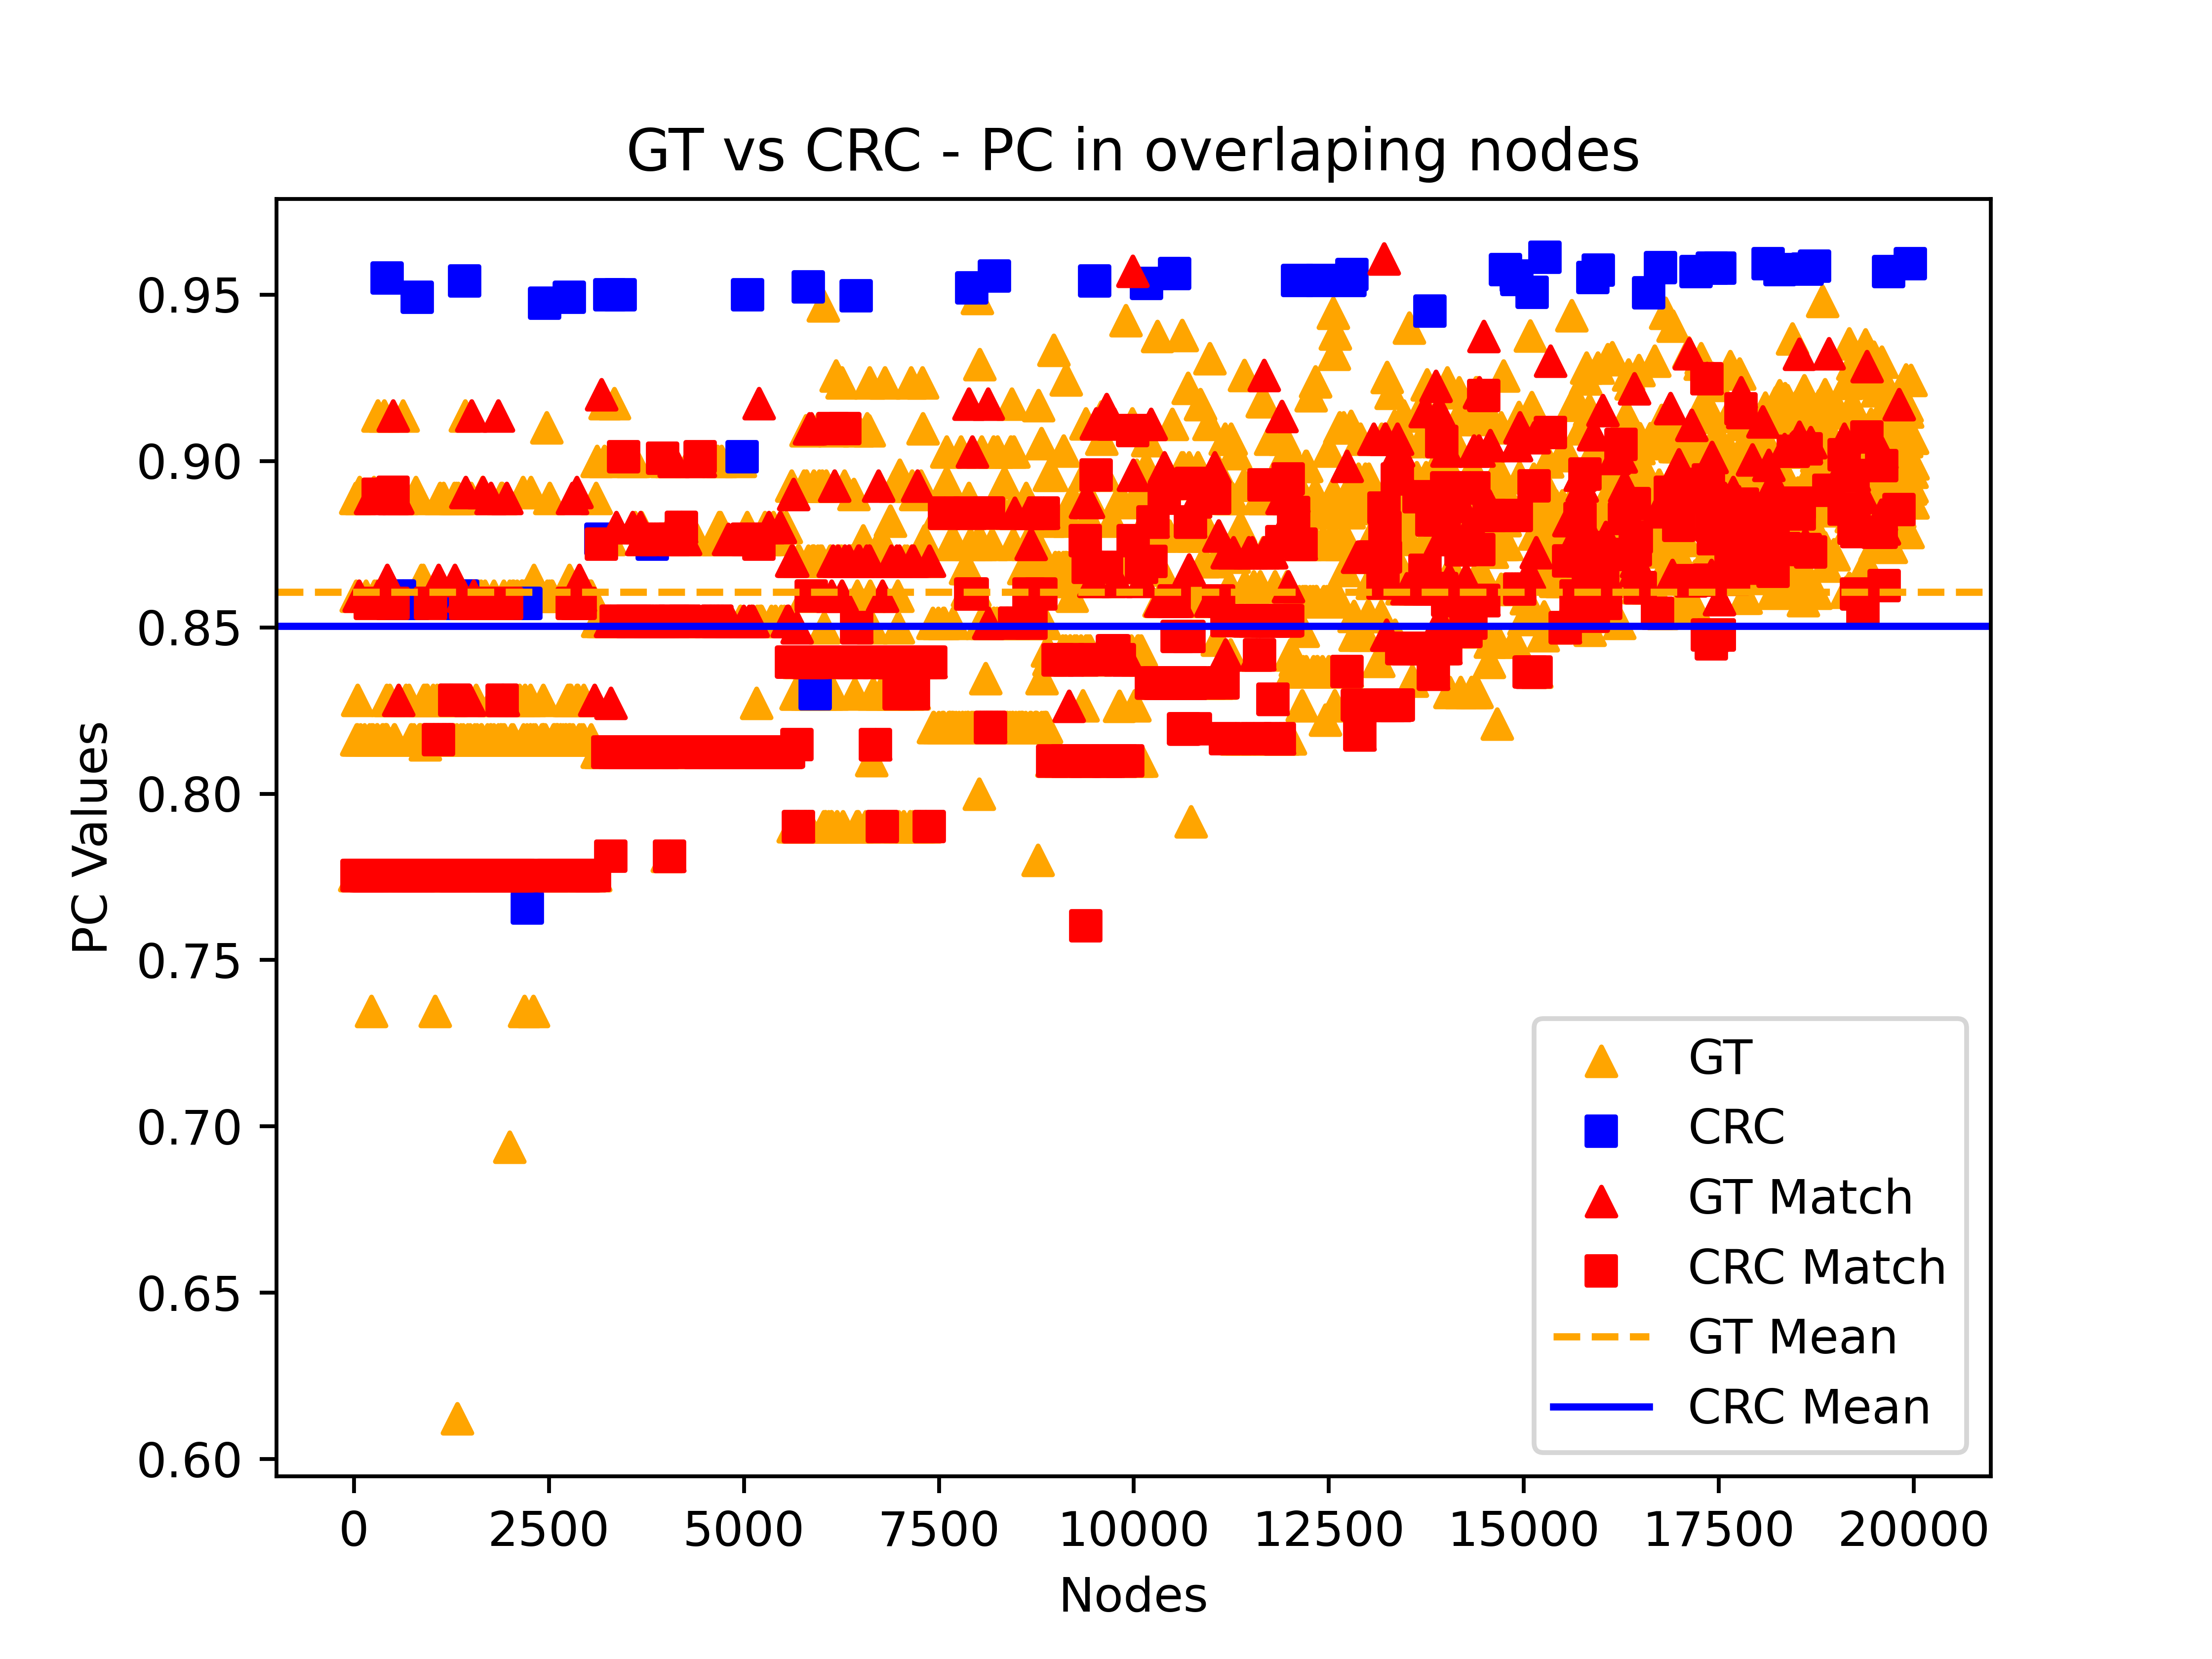 GT vs CRC - PC in overlaping nodes
PC Values
0.95
0.90
0.85
0.80
0.75
0.70
0.65
0.60
GT
CRC
GT Match
CRC Match
GT Mean
CRC Mean
0 2500 5000 7500 10000 12500 15000 17500 20000
Nodes